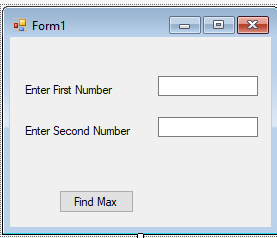 Form1
Enter First Number
Enter Second Number
Find Max